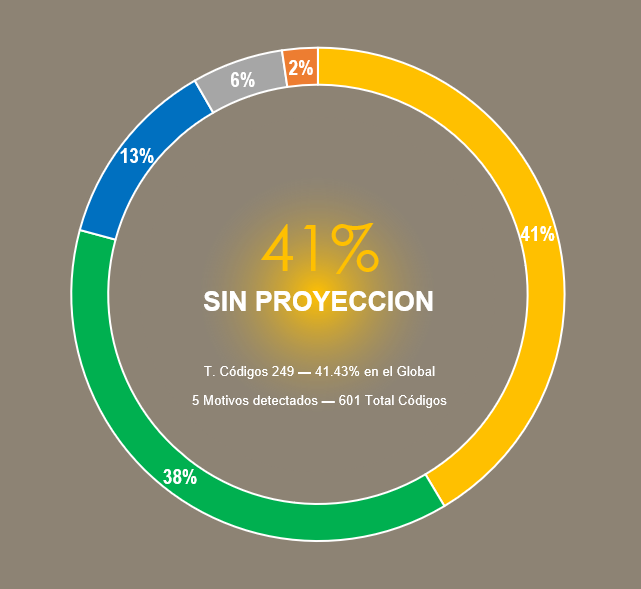 6%
2%
13%
41%
41%
SIN PROYECCION
T. Códigos 249 — 41.43% en el Global
5 Motivos detectados — 601 Total Códigos
38%